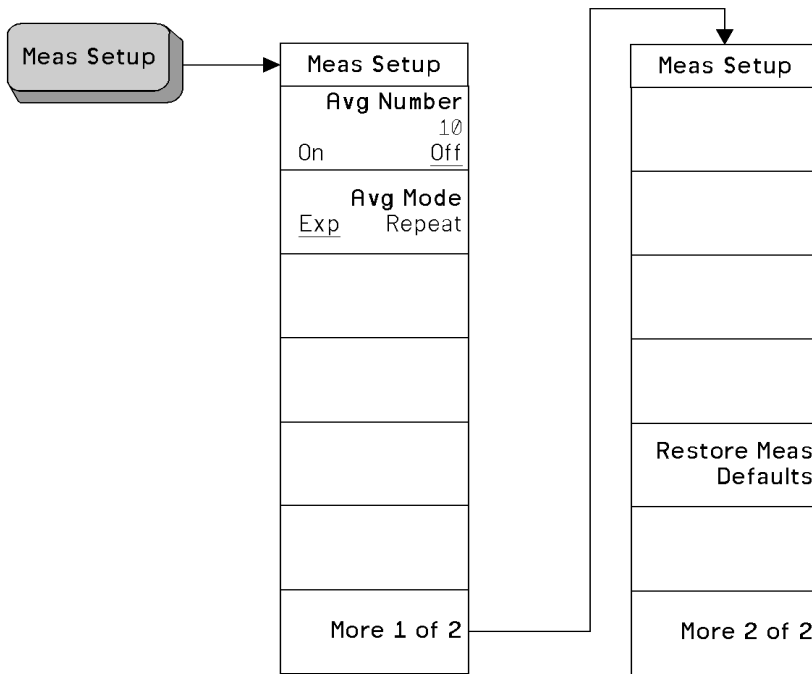 Meas Setup
Meas Setup
Avg Number
10
On Off
Avg Mode
Exp Repeat
More 1 of 2
Meas Setup
Restore Meas
Defaults
More 2 of 2